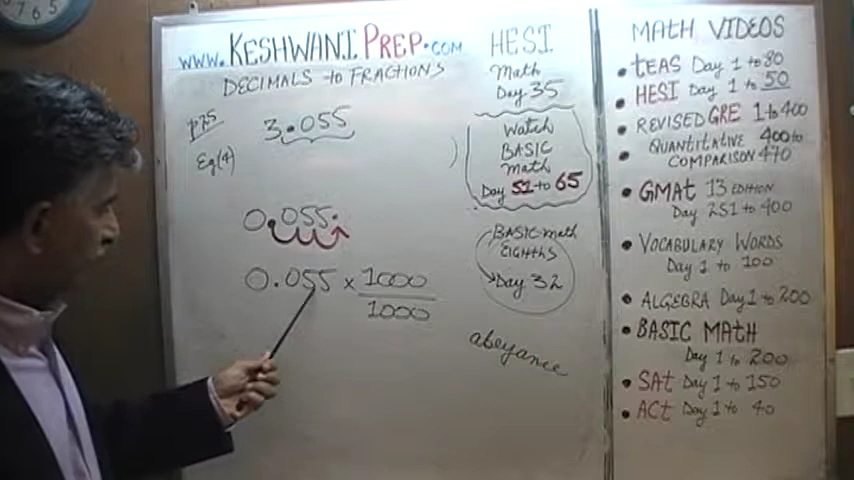 www.KESHWANIPREP.COM
DECIMALS to FRACTIONS
P75
Eg(4)
3.055
0.055.
0.055 x 1000
1000
HESI
Math
Day 35
Watch
BASIC
Math
Day 51 to 65
BASIC math
EIGHTHS
Day 32
abeyance
MATH VIDEOS
• TEAS Day 1 to 80
• HESI Day 1 to 50
• REVISED GRE 1 to 400
• QUANTITATIVE 400 to
COMPARISON 470
• GMAT 13 EDITION
Day 251 to 400
• VOCABULARY WORDS
Day 1 to 100
• ALGEBRA Day 1 to 200
• BASIC MATH
Day 1 to 200
• SAT Day 1 to 150
• ACT Day 1 to 40
7 6 5